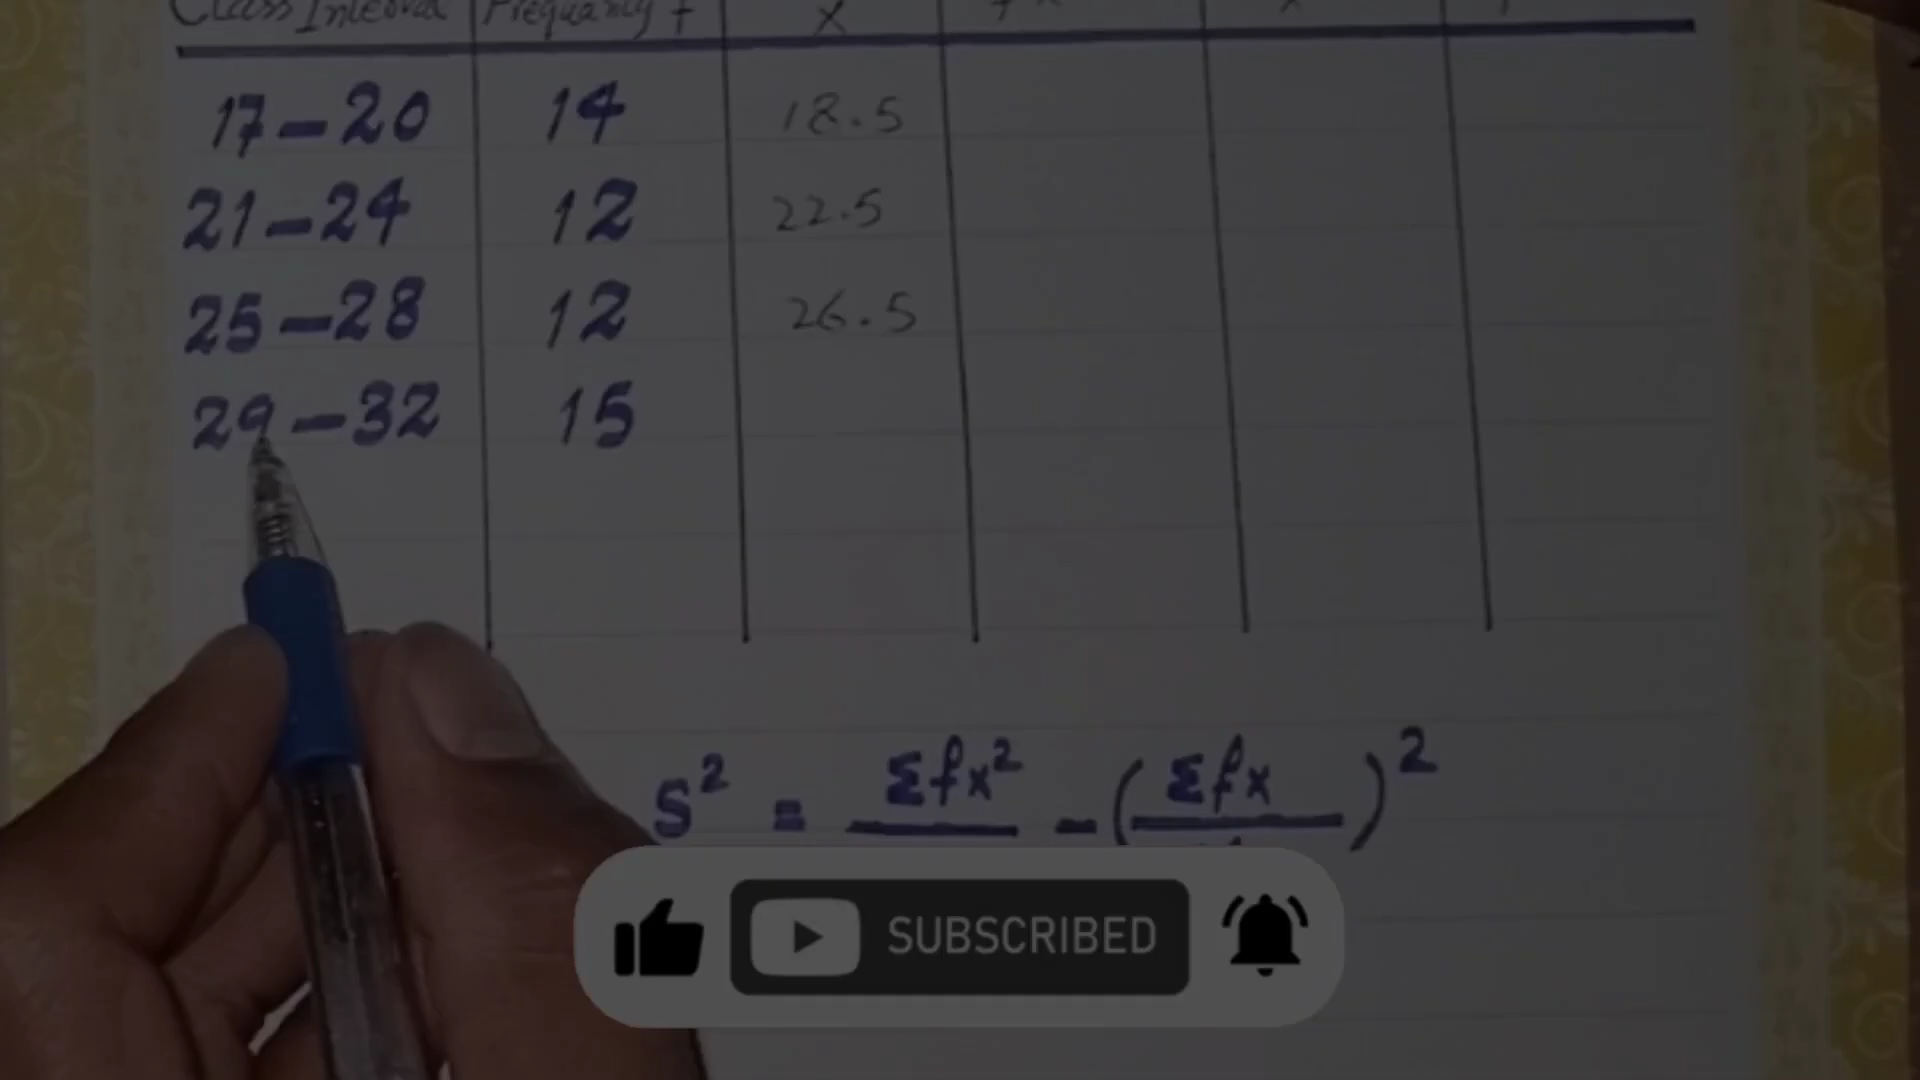 Class Interval Frequency f x fx x
17-20 14 18.5
21-24 12 22.5
25-28 12 26.5
29-32 15
S² = Σfx² - (Σfx)²
SUBSCRIBED